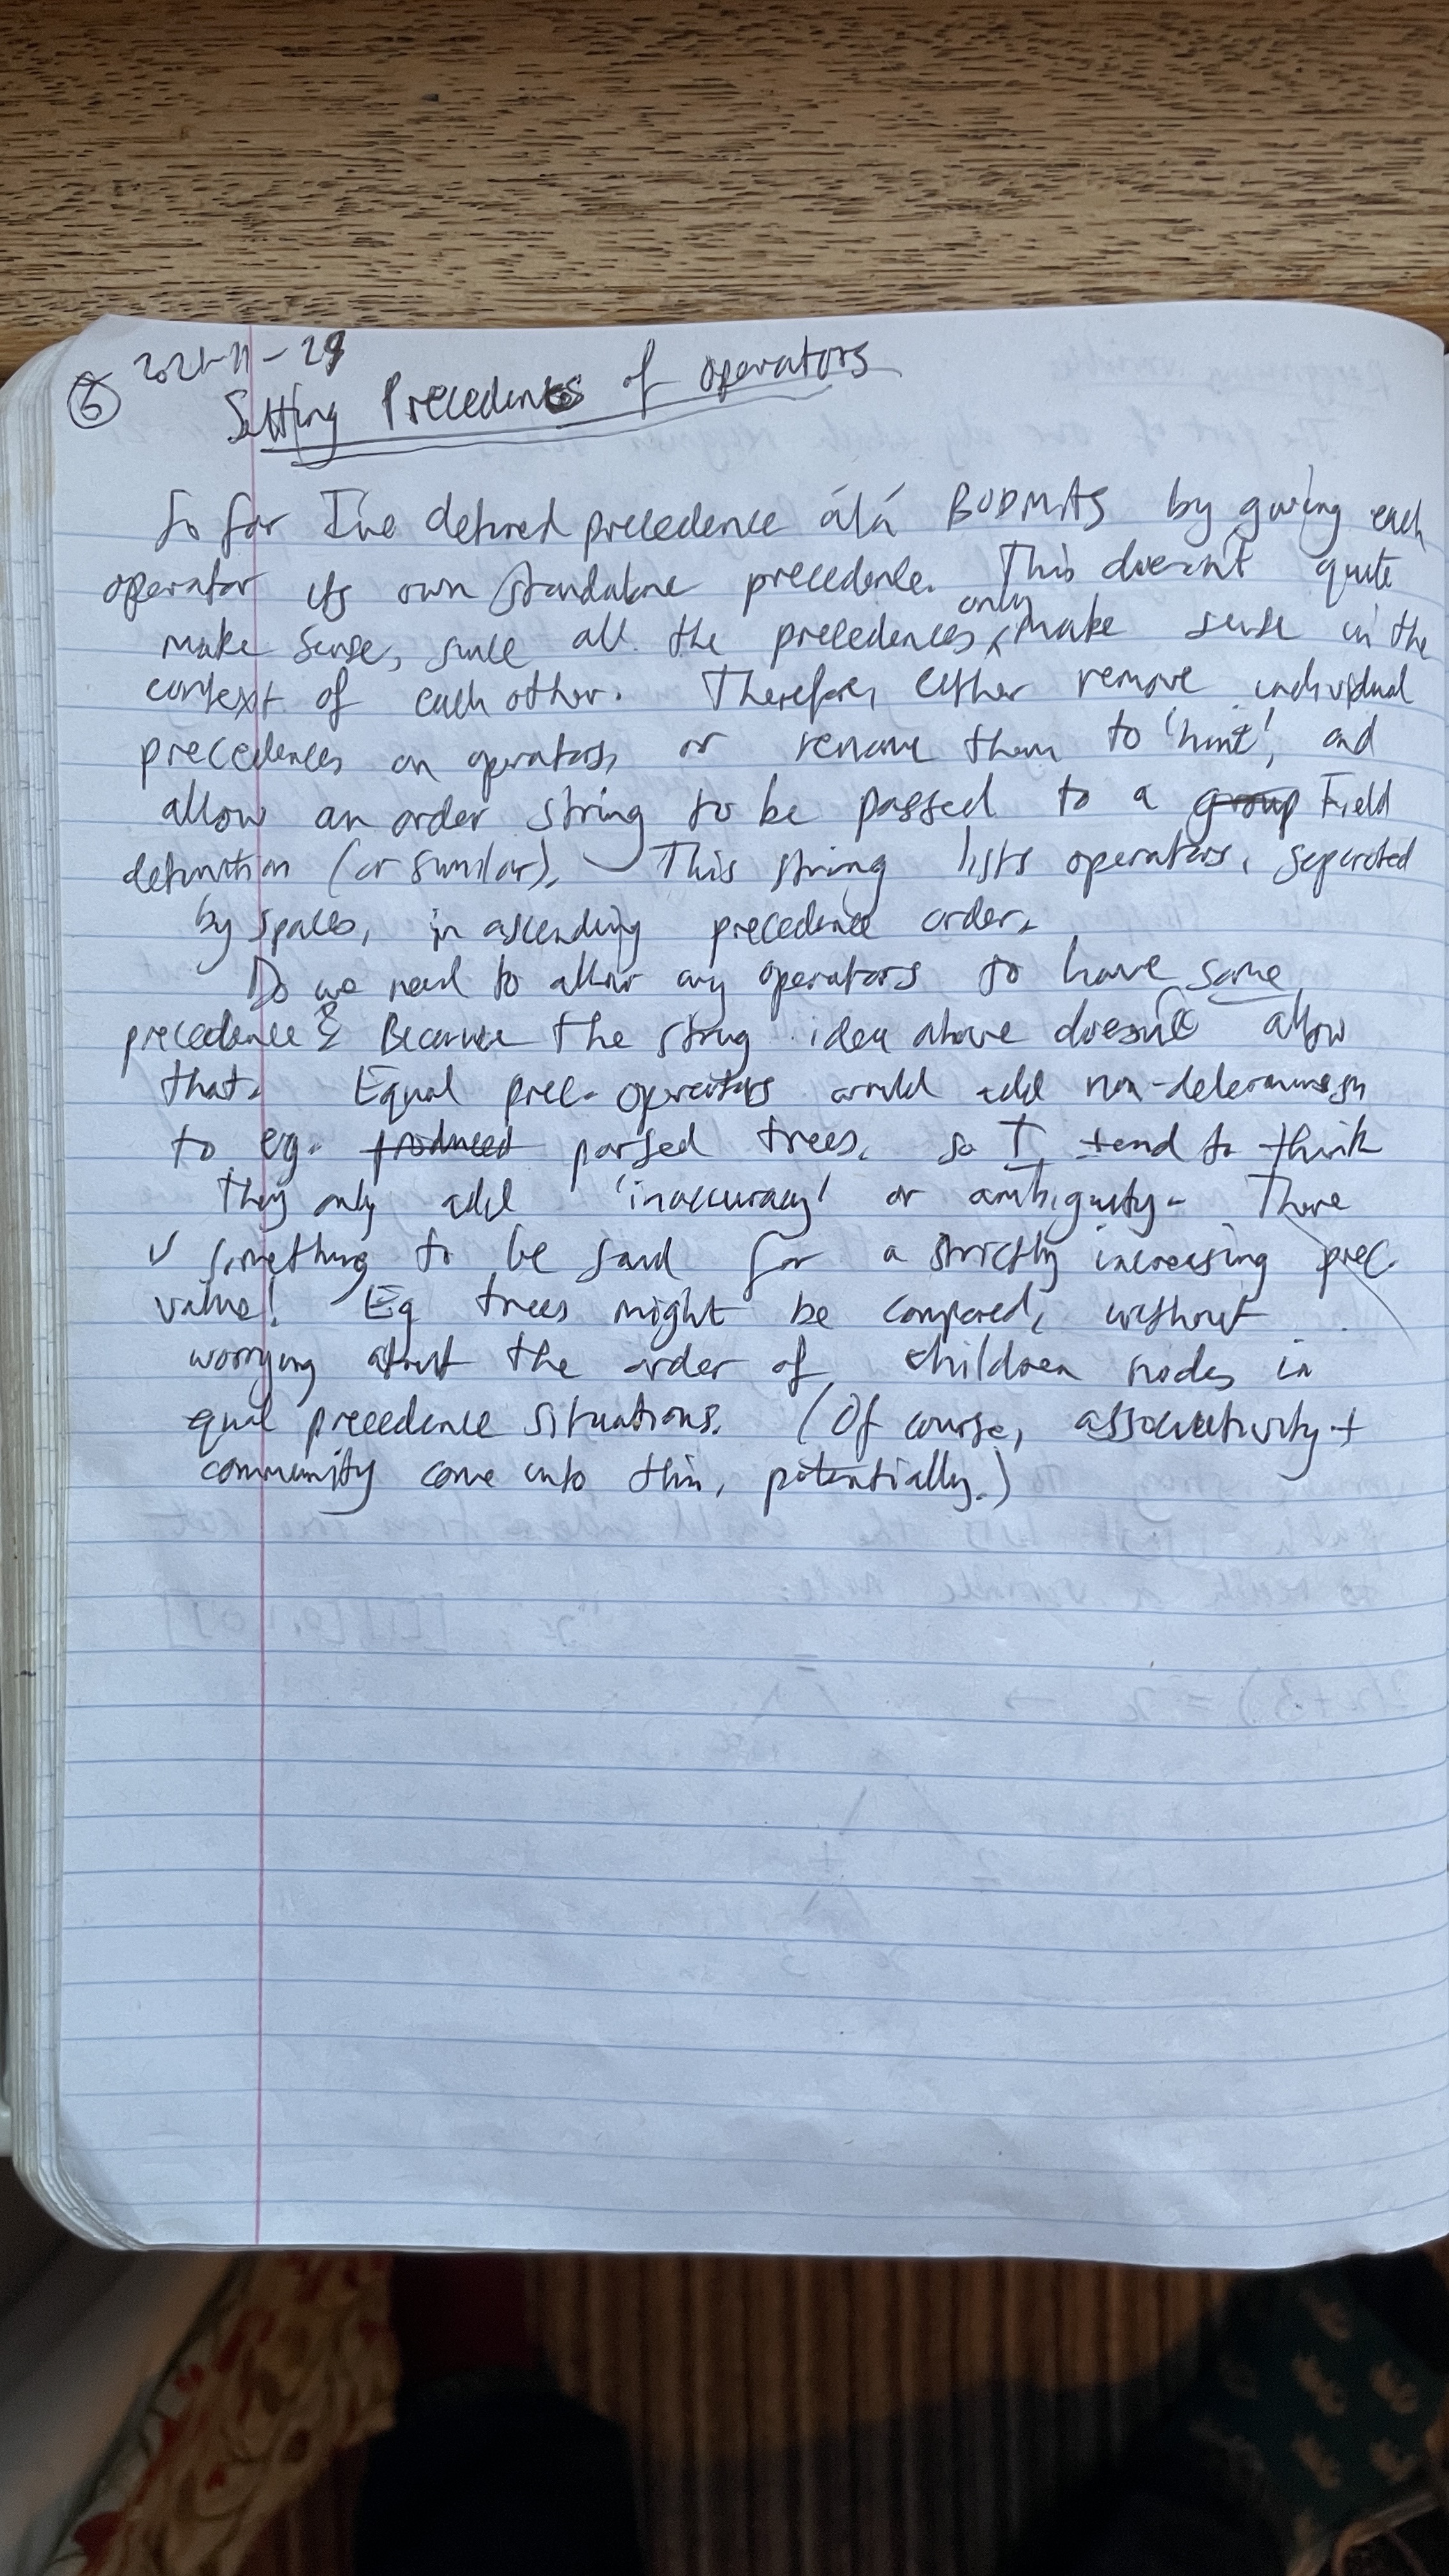 6 2021-11-29
Setting Precedences of operators
So far I've defined precedence álá BODMAS by giving each
operator its own standalone precedence. This doesn't quite
make sense, since all the precedences only make sense in the
context of each other. Therefore, either remove individual
precedences on operators, or rename them to 'hint', and
allow an order string to be passed to a group Field
definition (or similar). This string lists operators, separated
by spaces, in ascending precedence order.
Do we need to allow any operators to have same
precedence? Because the string idea above doesn't allow
that. Equal prec. operators would add non-determinism
to eg. produced parsed trees, so I tend to think
they only add 'inaccuracy' or ambiguity. There
is something to be said for a strictly increasing prec.
value! Eg trees might be compared, without
worrying about the order of children nodes in
equal precedence situations. (Of course, associativity +
community come into this, potentially.)